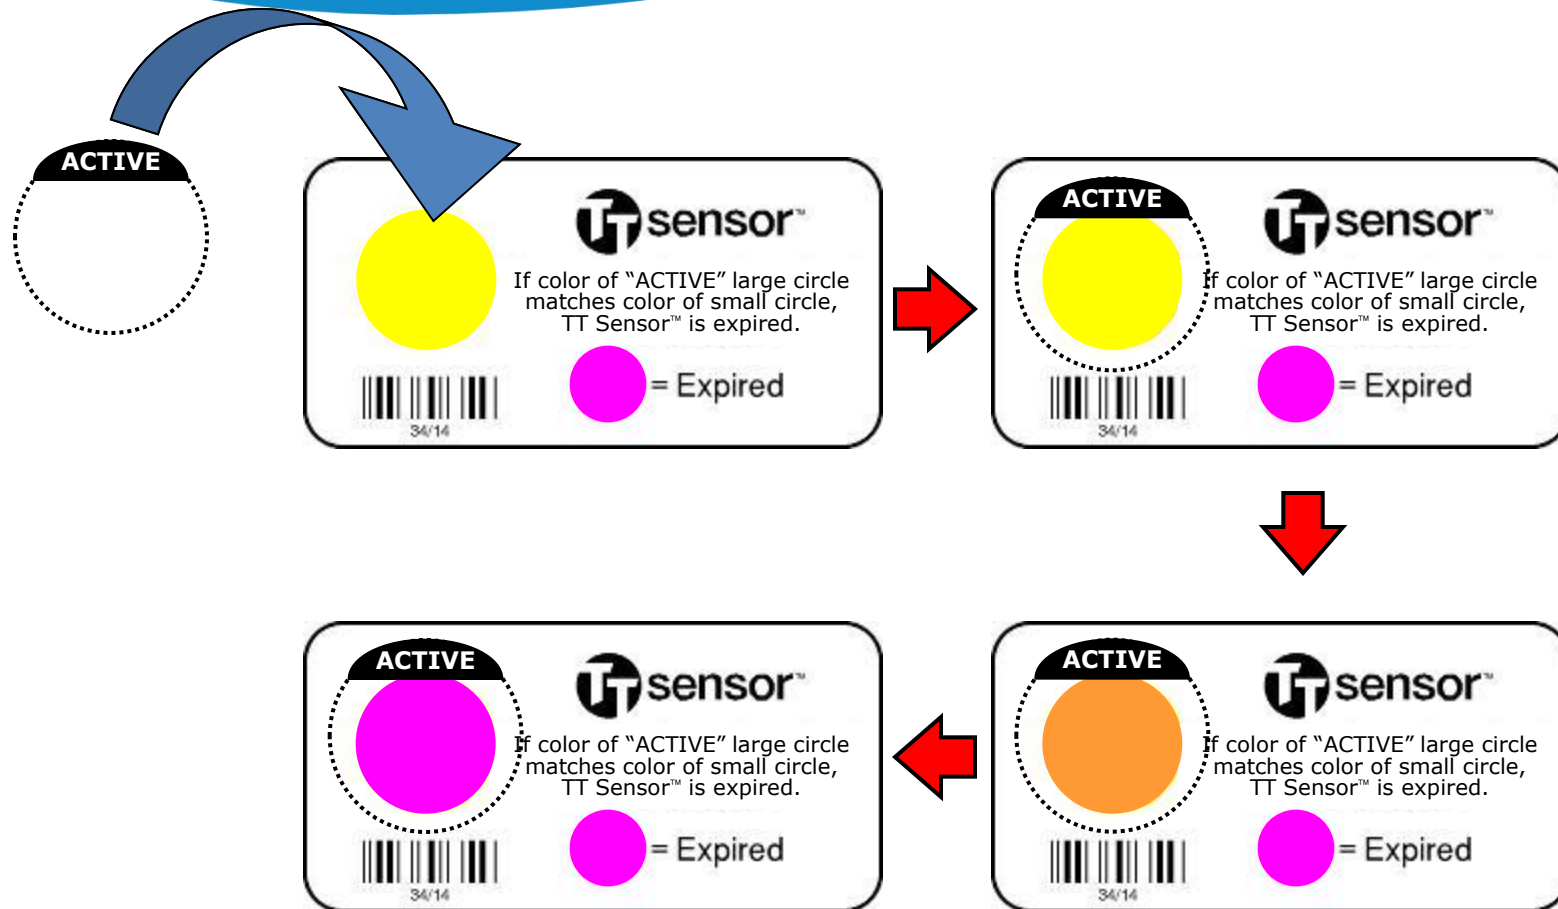 ACTIVE
TT sensor™
If color of “ACTIVE” large circle
matches color of small circle,
TT Sensor™ is expired.
= Expired
34/14
ACTIVE
TT sensor™
If color of “ACTIVE” large circle
matches color of small circle,
TT Sensor™ is expired.
= Expired
34/14
ACTIVE
TT sensor™
If color of “ACTIVE” large circle
matches color of small circle,
TT Sensor™ is expired.
= Expired
34/14
ACTIVE
TT sensor™
If color of “ACTIVE” large circle
matches color of small circle,
TT Sensor™ is expired.
= Expired
34/14